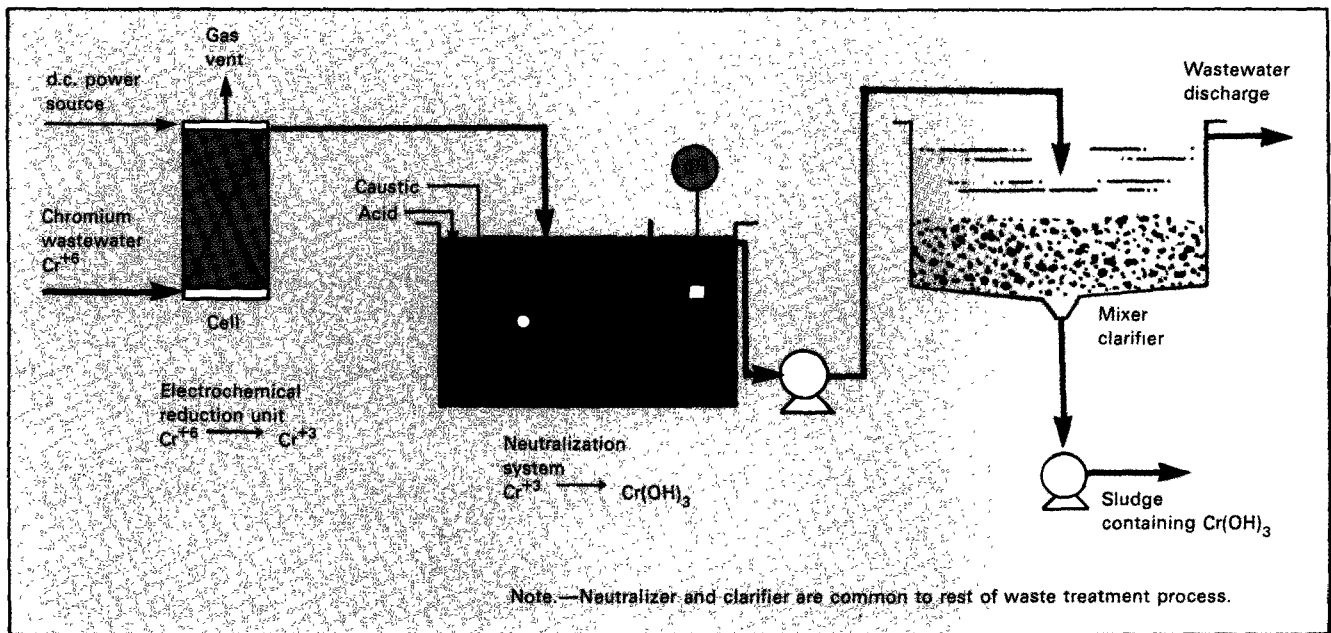 Gas
vent
d.c. power
source
Chromium
wastewater
Cr+6
Cell
Electrochemical
reduction unit
Cr+6 ⟶ Cr+3
Caustic
Acid
Neutralization
system
Cr+3 ⟶ Cr(OH)3
Wastewater
discharge
Mixer
clarifier
Sludge
containing Cr(OH)3
Note.—Neutralizer and clarifier are common to rest of waste treatment process.